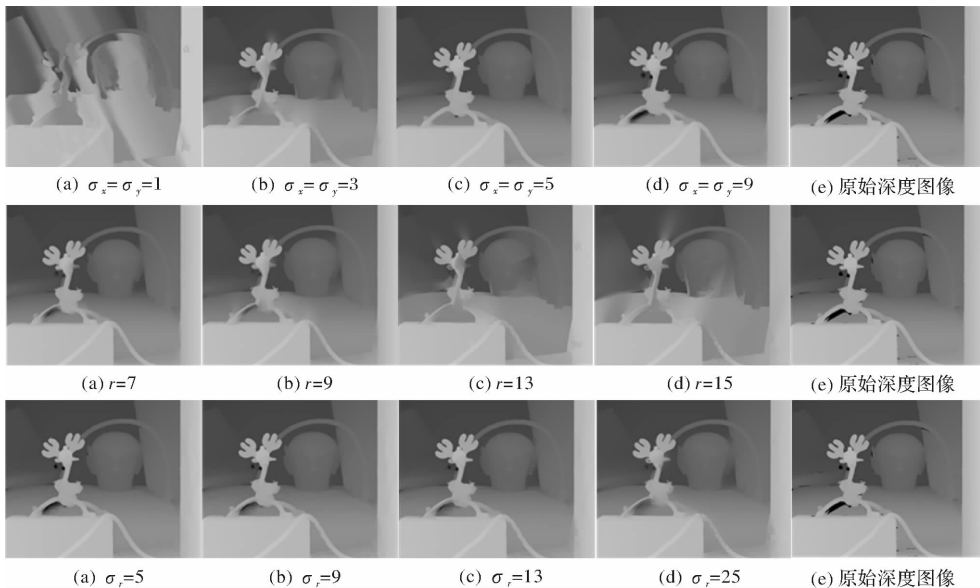 (a) σx=σy=1 (b) σx=σy=3 (c) σx=σy=5 (d) σx=σy=9 (e) 原始深度图像
(a) r=7 (b) r=9 (c) r=13 (d) r=15 (e) 原始深度图像
(a) σr=5 (b) σr=9 (c) σr=13 (d) σr=25 (e) 原始深度图像